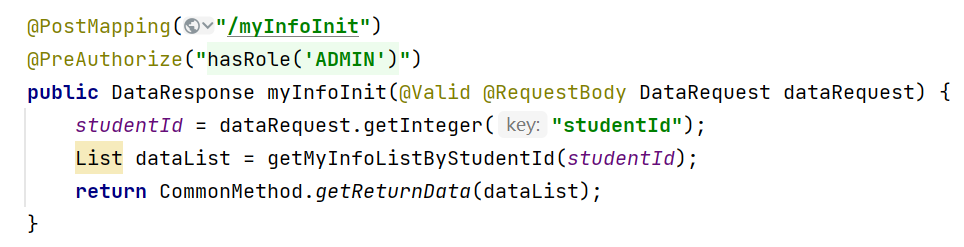 @PostMapping("/myInfoInit")
@PreAuthorize("hasRole('ADMIN')")
public DataResponse myInfoInit(@Valid @RequestBody DataRequest dataRequest) {
    studentId = dataRequest.getInteger( key: "studentId");
    List dataList = getMyInfoListByStudentId(studentId);
    return CommonMethod.getReturnData(dataList);
}